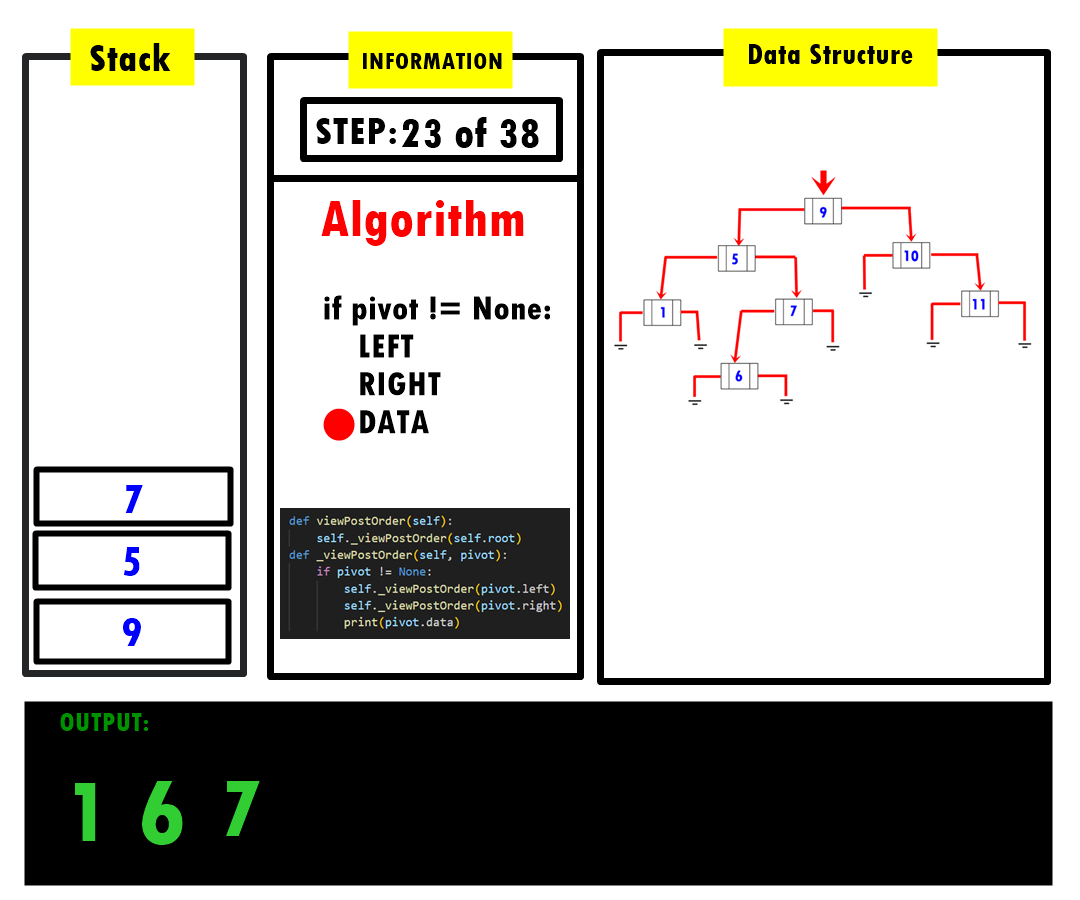 Stack
7
5
9
INFORMATION
STEP:23 of 38
Algorithm
if pivot != None:
LEFT
RIGHT
DATA
def viewPostOrder(self):
self._viewPostOrder(self.root)
def _viewPostOrder(self, pivot):
if pivot != None:
self._viewPostOrder(pivot.left)
self._viewPostOrder(pivot.right)
print(pivot.data)
Data Structure
9
5
10
1
7
11
6
OUTPUT:
1 6 7